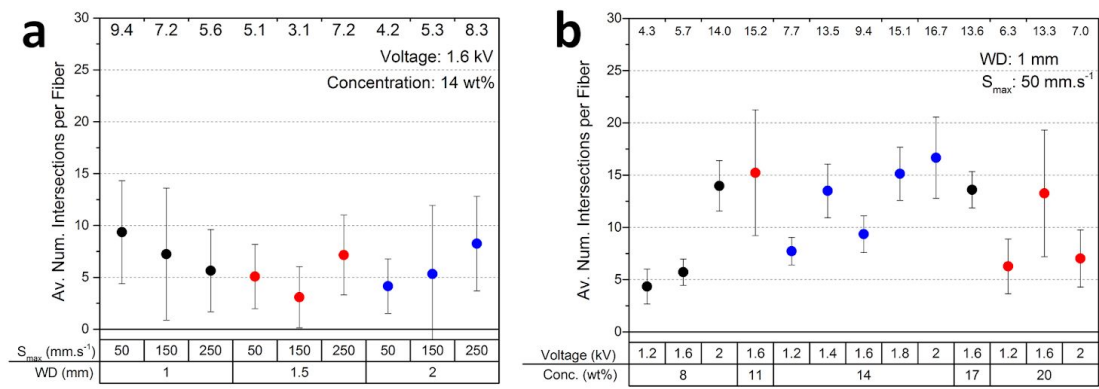 a
30
25
20
15
10
5
0
Av. Num. Intersections per Fiber
9.4 7.2 5.6 5.1 3.1 7.2 4.2 5.3 8.3
Voltage: 1.6 kV
Concentration: 14 wt%
Smax (mm.s-1) 50 150 250 50 150 250 50 150 250
WD (mm) 1 1.5 2
b
30
25
20
15
10
5
0
Av. Num. Intersections per Fiber
4.3 5.7 14.0 15.2 7.7 13.5 9.4 15.1 16.7 13.6 6.3 13.3 7.0
WD: 1 mm
Smax: 50 mm.s-1
Voltage (kV) 1.2 1.6 2 1.6 1.2 1.4 1.6 1.8 2 1.6 1.2 1.6 2
Conc. (wt%) 8 11 14 17 20